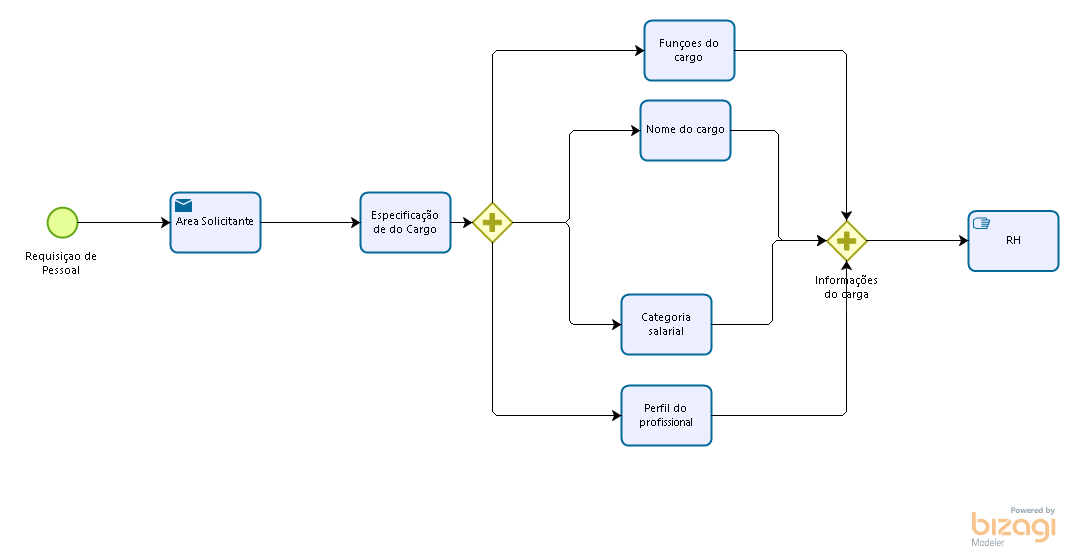 Requisiçao de
Pessoal
Area Solicitante
Especificação
de do Cargo
Funçoes do
cargo
Nome do cargo
Categoria
salarial
Perfil do
profissional
Informações
do carga
RH
Powered by
bizagi
Modeler